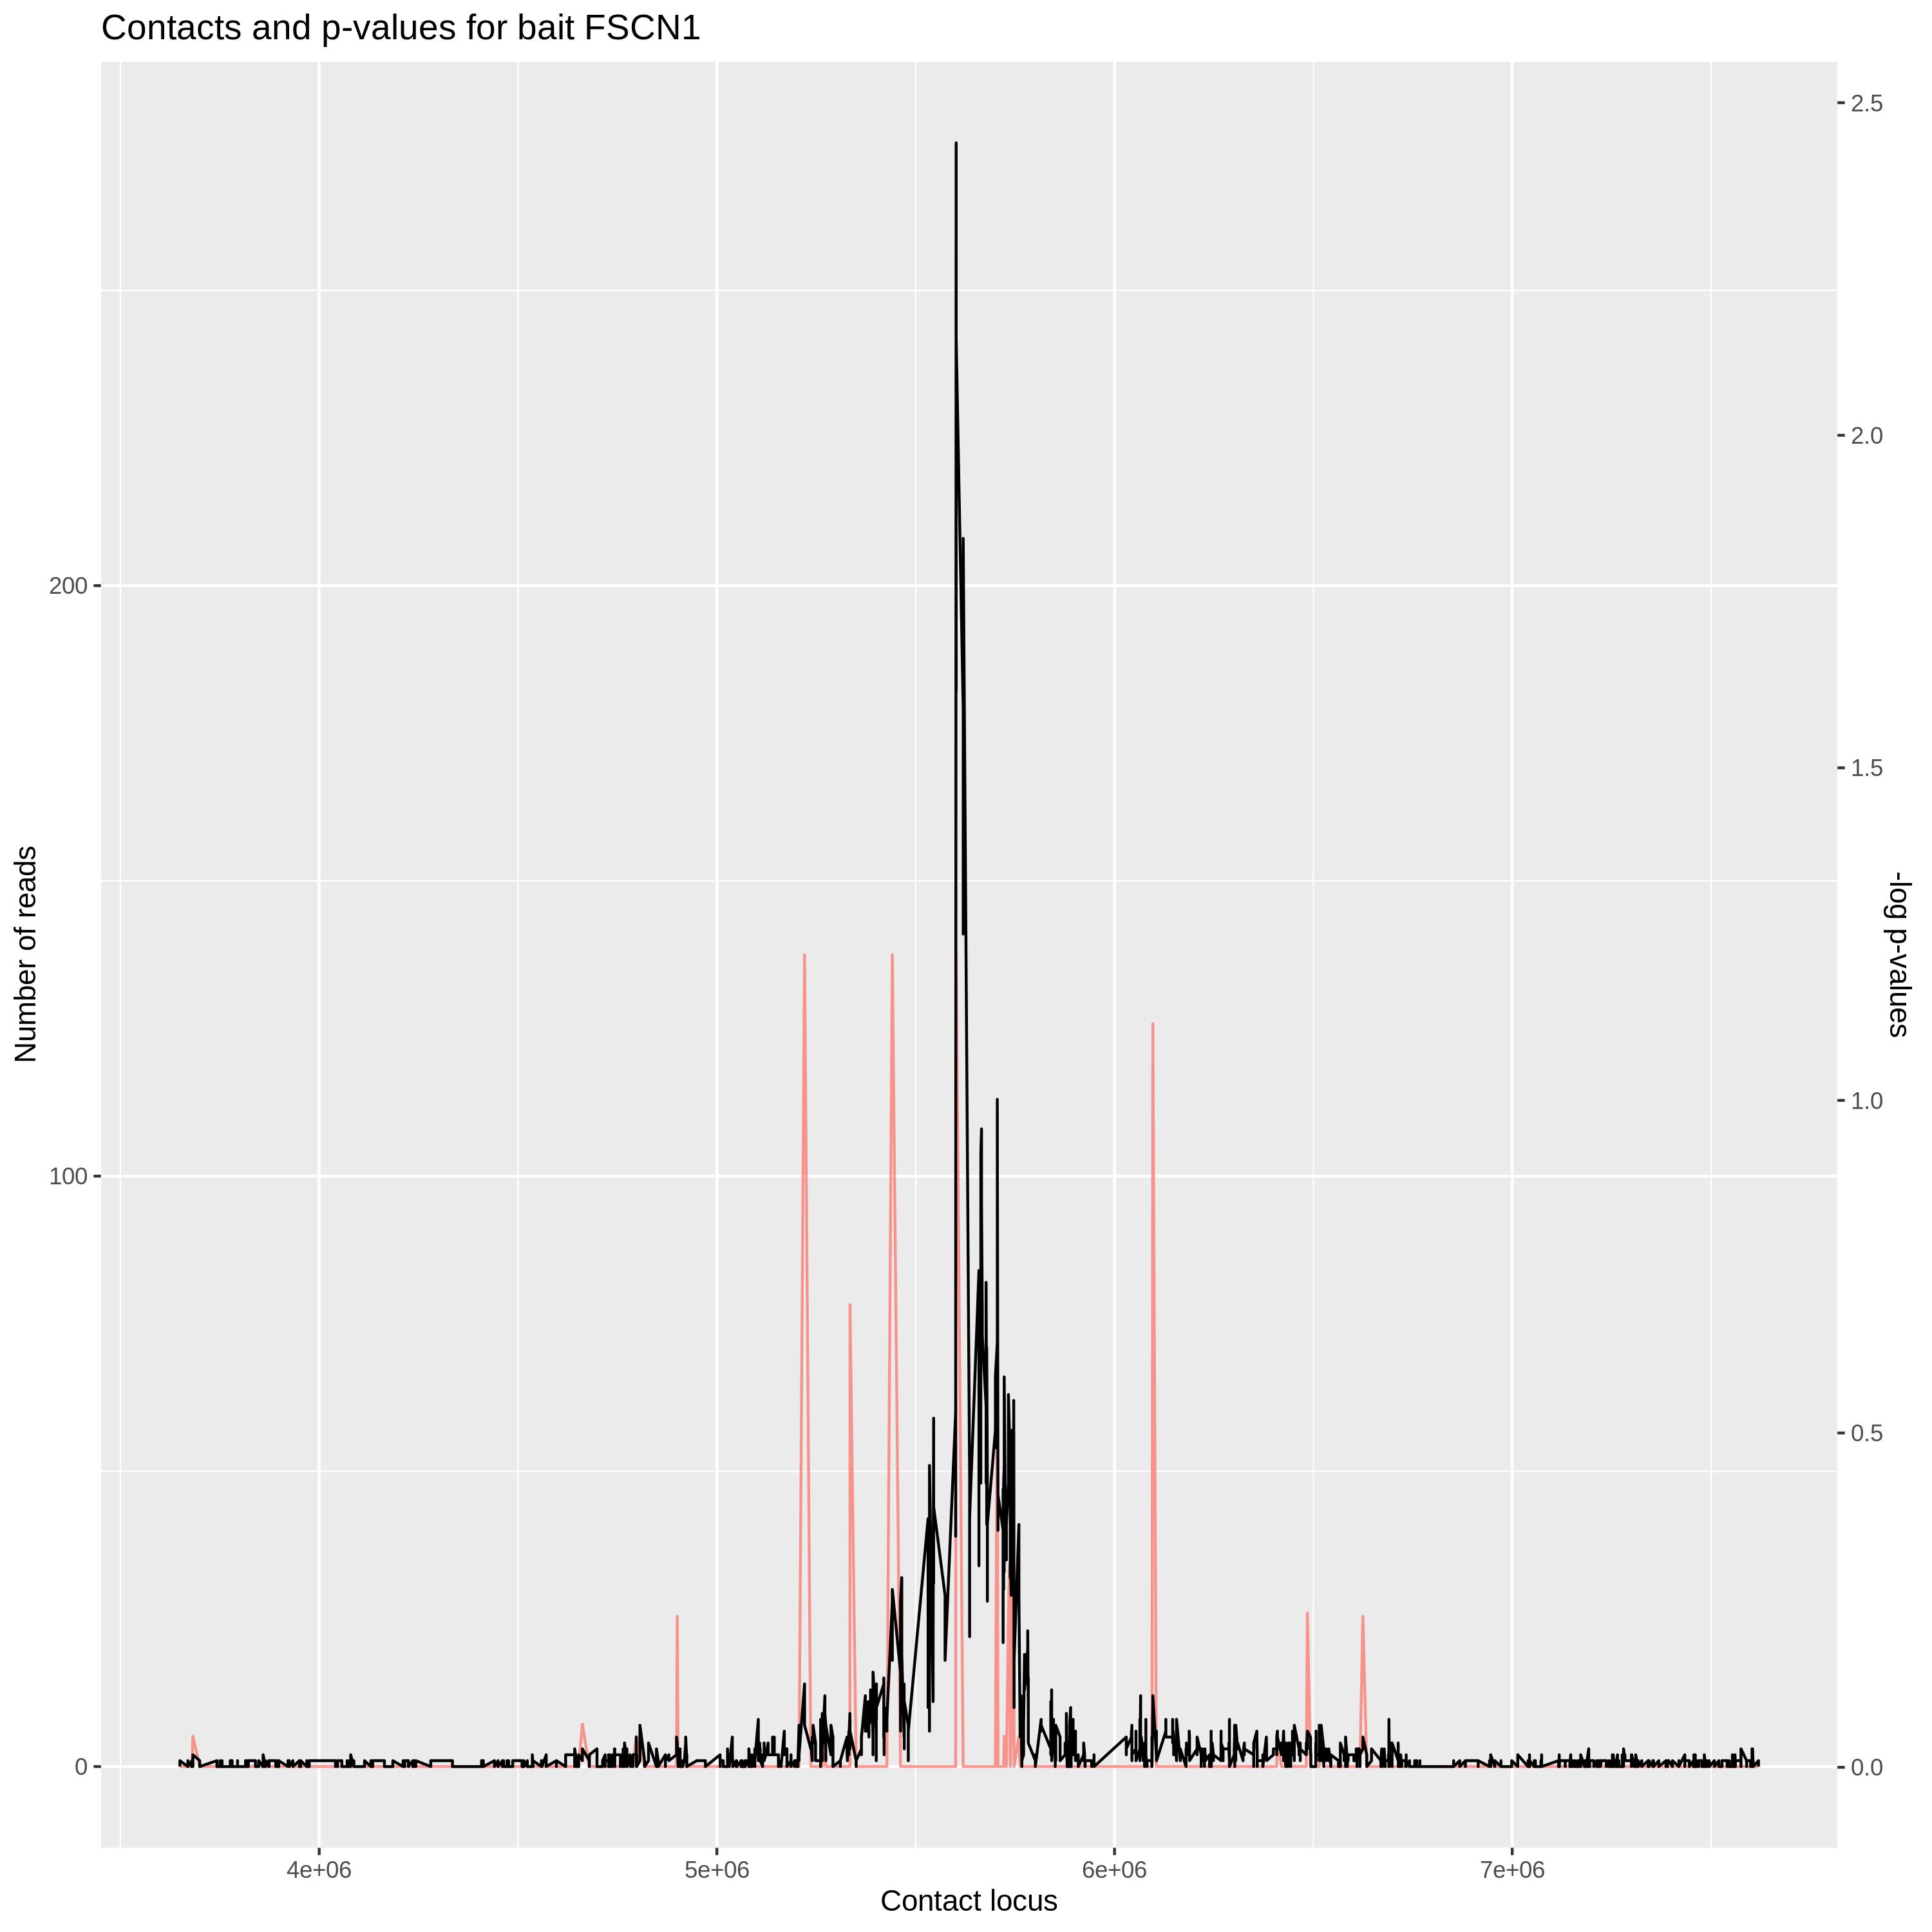 Contacts and p-values for bait FSCN1
Number of reads
200
100
0
2.5
2.0
1.5
1.0
0.5
0.0
-log p-values
4e+06
5e+06
6e+06
7e+06
Contact locus